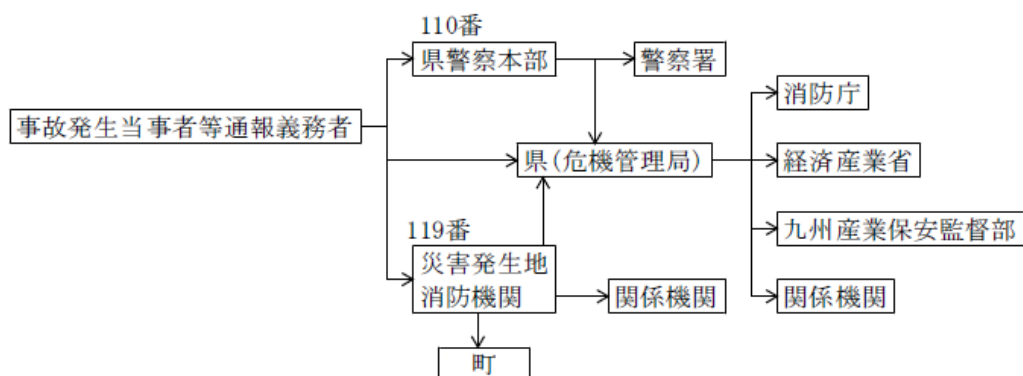 110番
県警察本部
警察署
消防庁
事故発生当事者等通報義務者
県(危機管理局)
経済産業省
119番
九州産業保安監督部
災害発生地
消防機関
関係機関
関係機関
町